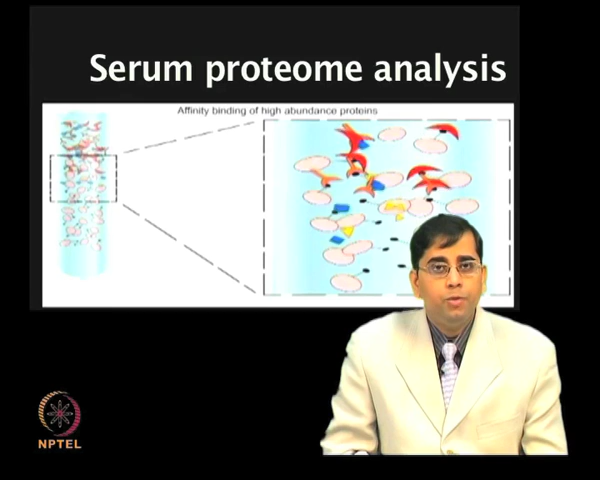 Serum proteome analysis
Affinity binding of high abundance proteins
NPTEL